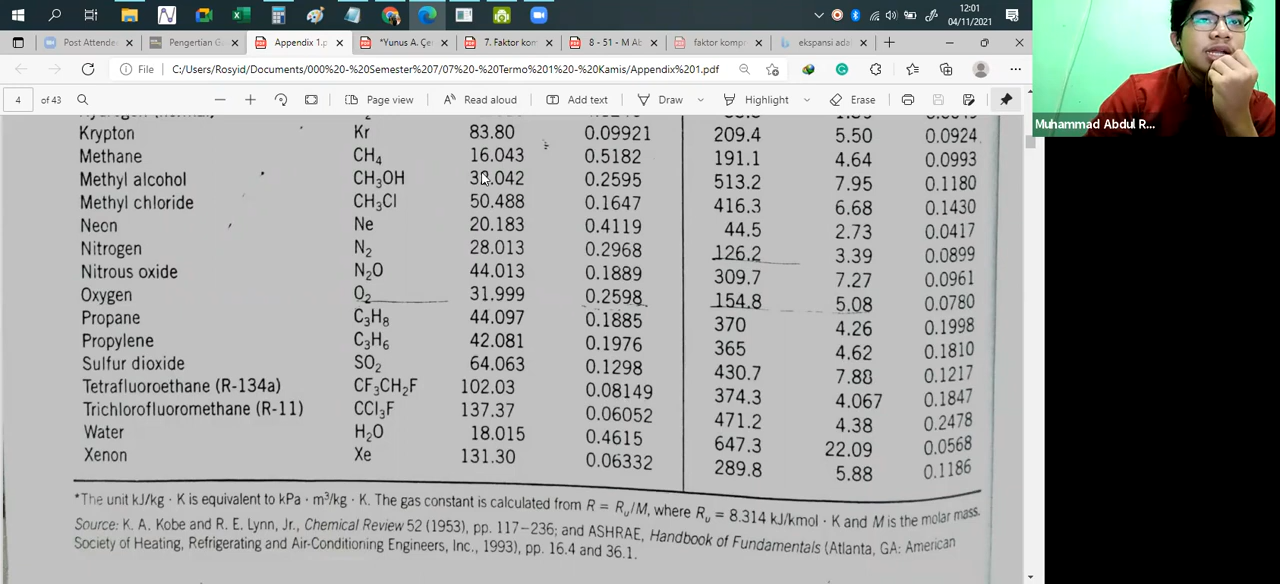 12:01
04/11/2021
Post Attende
Pengertian G
Appendix 1.p
*Yunus A. Çe
7. Faktor kon
8 - 51 - M Ab
faktor kompr
ekspansi ada
File C:/Users/Rosyid/Documents/000%20-%20Semester%207/07%20-%20Termo%201%20-%20Kamis/Appendix%201.pdf
4 of 43 Page view Read aloud Add text Draw Highlight Erase
Muhammad Abdul R...
Krypton Kr 83.80 0.09921 209.4 5.50 0.0924
Methane CH4 16.043 0.5182 191.1 4.64 0.0993
Methyl alcohol CH3OH .042 0.2595 513.2 7.95 0.1180
Methyl chloride CH3Cl 50.488 0.1647 416.3 6.68 0.1430
Neon Ne 20.183 0.4119 44.5 2.73 0.0417
Nitrogen N2 28.013 0.2968 126.2 3.39 0.0899
Nitrous oxide N2O 44.013 0.1889 309.7 7.27 0.0961
Oxygen O2 31.999 0.2598 154.8 5.08 0.0780
Propane C3H8 44.097 0.1885 370 4.26 0.1998
Propylene C3H6 42.081 0.1976 365 4.62 0.1810
Sulfur dioxide SO2 64.063 0.1298 430.7 7.88 0.1217
Tetrafluoroethane (R-134a) CF3CH2F 102.03 0.08149 374.3 4.067 0.1847
Trichlorofluoromethane (R-11) CCl3F 137.37 0.06052 471.2 4.38 0.2478
Water H2O 18.015 0.4615 647.3 22.09 0.0568
Xenon Xe 131.30 0.06332 289.8 5.88 0.1186
*The unit kJ/kg · K is equivalent to kPa · m³/kg · K. The gas constant is calculated from R = Ru/M, where Ru = 8.314 kJ/kmol · K and M is the molar mass.
Source: K. A. Kobe and R. E. Lynn, Jr., Chemical Review 52 (1953), pp. 117–236; and ASHRAE, Handbook of Fundamentals (Atlanta, GA: American
Society of Heating, Refrigerating and Air-Conditioning Engineers, Inc., 1993), pp. 16.4 and 36.1.